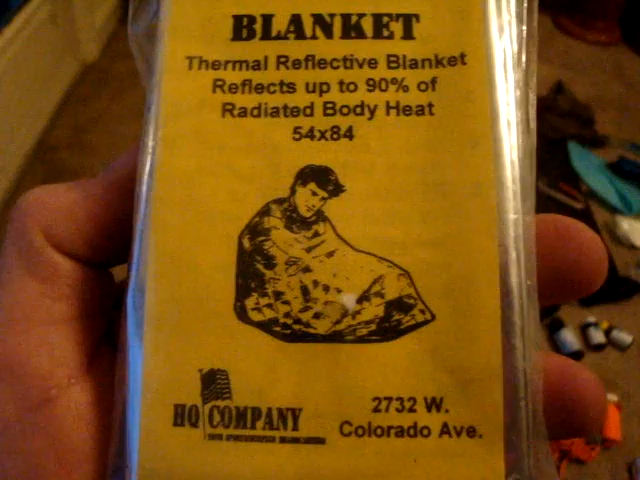 BLANKET
Thermal Reflective Blanket
Reflects up to 90% of
Radiated Body Heat
54x84
HQ COMPANY
2732 W.
Colorado Ave.